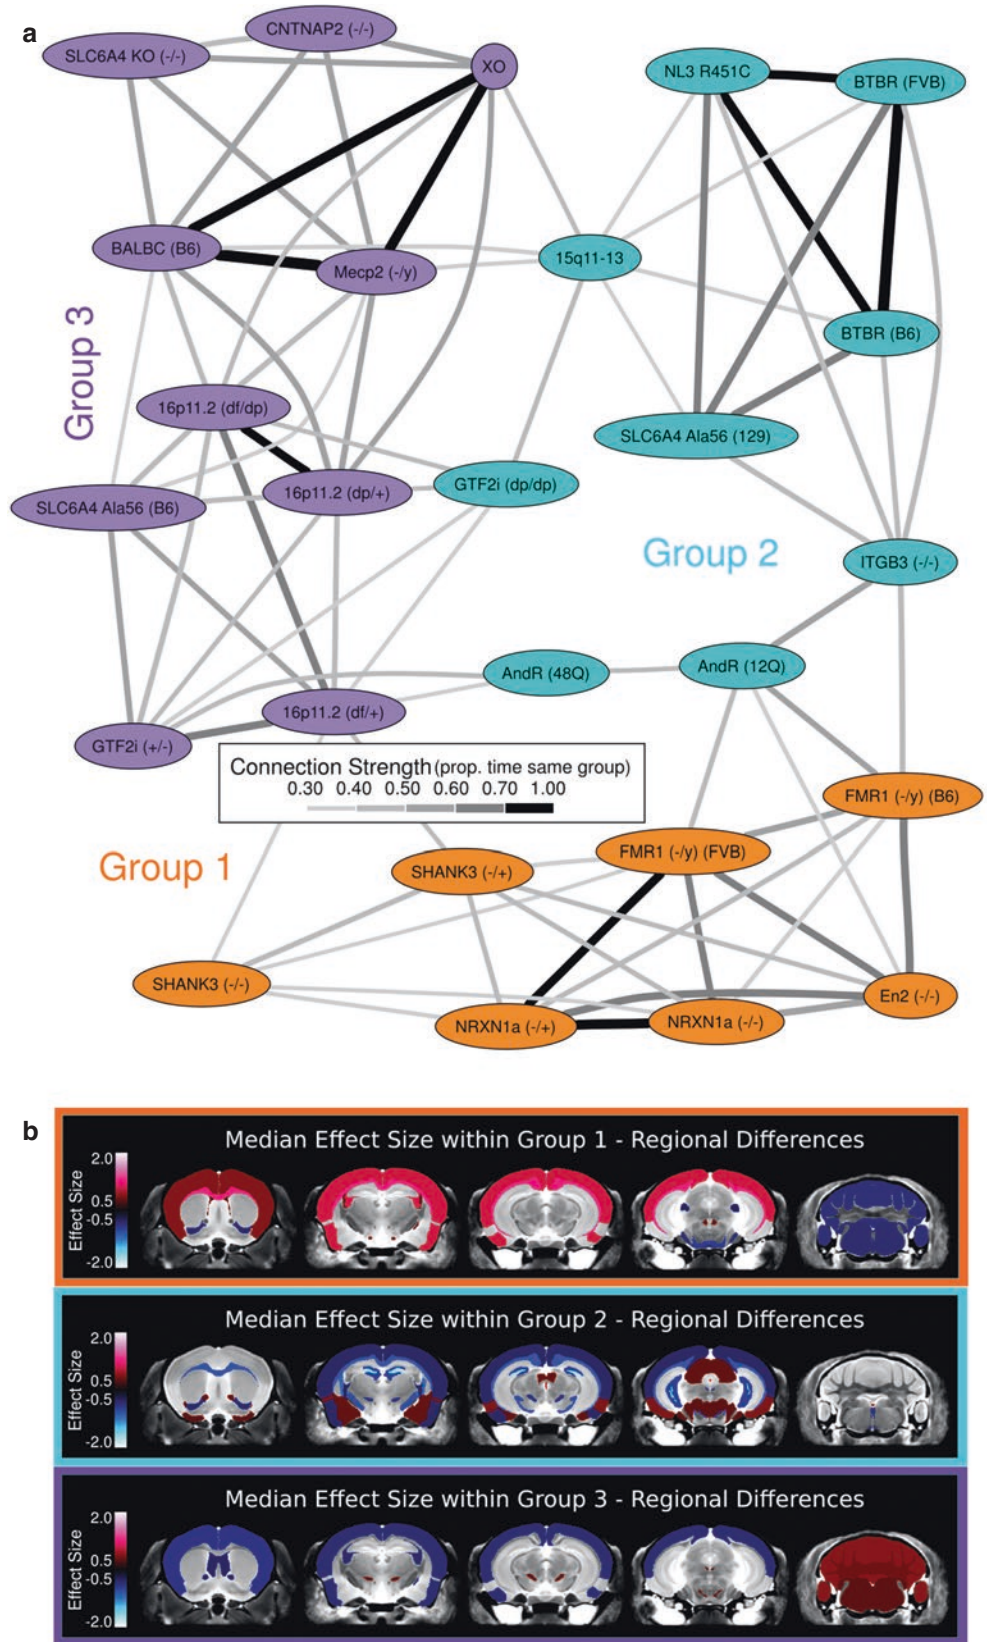 a
CNTNAP2 (-/-)
SLC6A4 KO (-/-)
XO
NL3 R451C
BTBR (FVB)
BALBC (B6)
Mecp2 (-/y)
15q11-13
BTBR (B6)
Group 3
16p11.2 (df/dp)
SLC6A4 Ala56 (129)
16p11.2 (dp/+)
GTF2i (dp/dp)
SLC6A4 Ala56 (B6)
Group 2
ITGB3 (-/-)
AndR (48Q)
AndR (12Q)
16p11.2 (df/+)
GTF2i (+/-)
Connection Strength (prop. time same group)
0.30 0.40 0.50 0.60 0.70 1.00
FMR1 (-/y) (B6)
Group 1
FMR1 (-/y) (FVB)
SHANK3 (-/+)
SHANK3 (-/-)
En2 (-/-)
NRXN1a (-/+)
NRXN1a (-/-)
b
Median Effect Size within Group 1 - Regional Differences
Effect Size
2.0
0.5
-0.5
-2.0
Median Effect Size within Group 2 - Regional Differences
Effect Size
2.0
0.5
-0.5
-2.0
Median Effect Size within Group 3 - Regional Differences
Effect Size
2.0
0.5
-0.5
-2.0